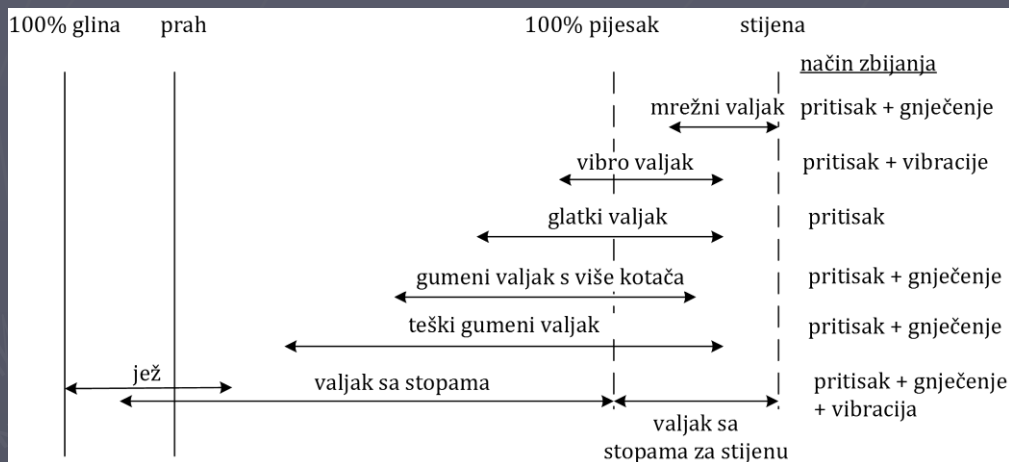 100% glina prah 100% pijesak stijena
način zbijanja
mrežni valjak pritisak + gnječenje
vibro valjak pritisak + vibracije
glatki valjak pritisak
gumeni valjak s više kotača pritisak + gnječenje
teški gumeni valjak pritisak + gnječenje
jež
valjak sa stopama pritisak + gnječenje
+ vibracija
valjak sa
stopama za stijenu